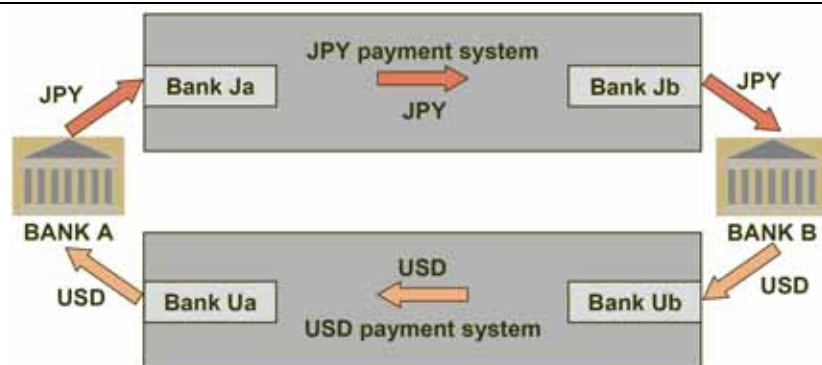 JPY payment system
Bank Ja
Bank Jb
JPY
JPY
JPY
BANK A
BANK B
USD
USD
USD
Bank Ua
Bank Ub
USD payment system